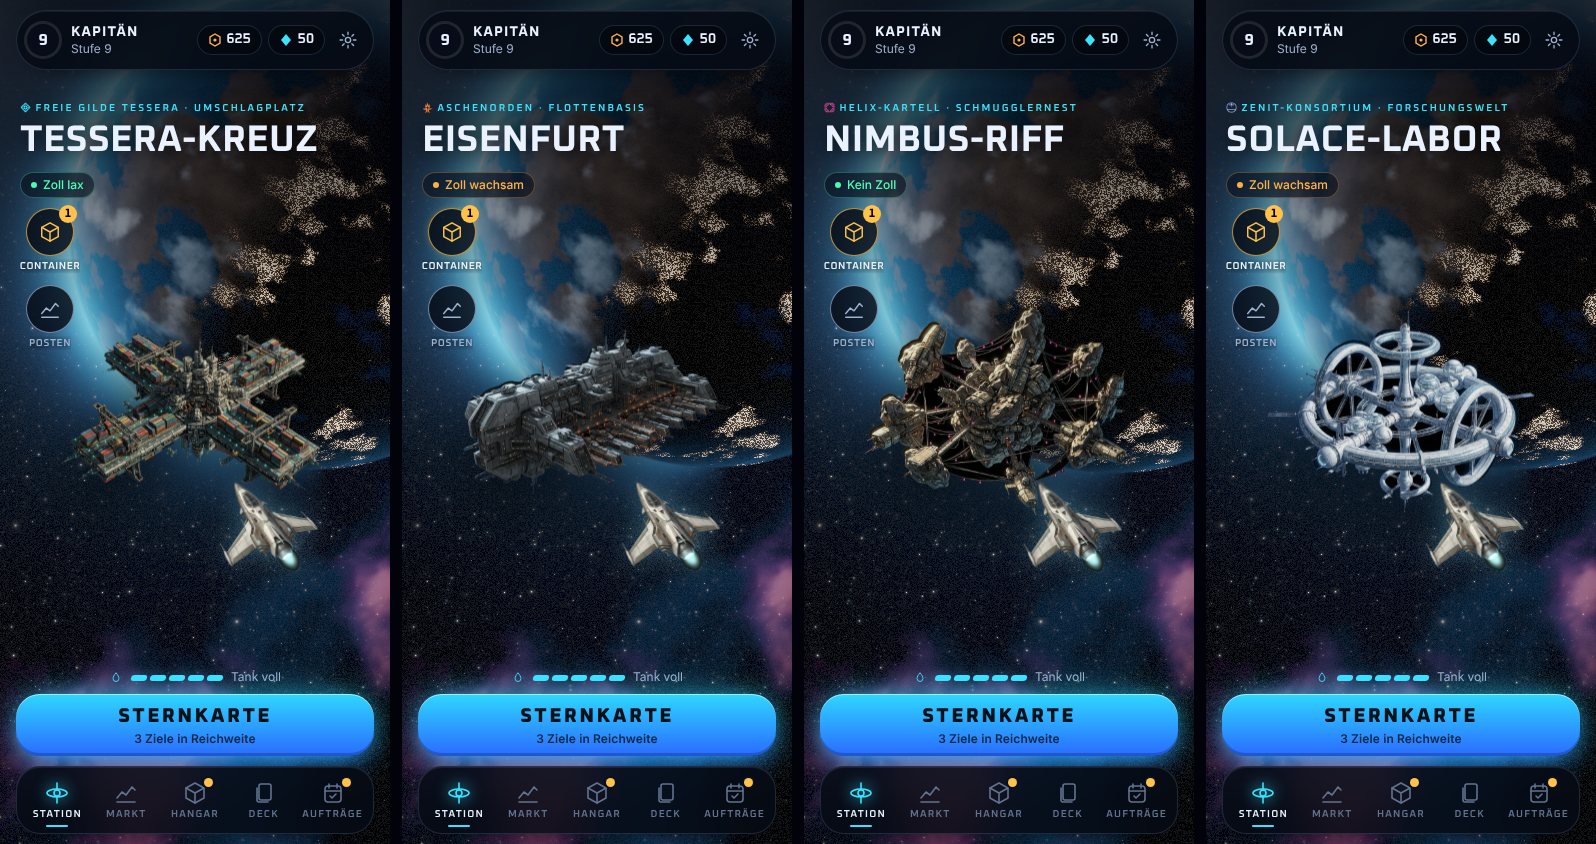 9
KAPITÄN
Stufe 9
625
50
FREIE GILDE TESSERA · UMSCHLAGPLATZ
TESSERA-KREUZ
Zoll lax
1
CONTAINER
POSTEN
Tank voll
STERNKARTE
3 Ziele in Reichweite
STATION
MARKT
HANGAR
DECK
AUFTRÄGE
9
KAPITÄN
Stufe 9
625
50
ASCHENORDEN · FLOTTENBASIS
EISENFURT
Zoll wachsam
1
CONTAINER
POSTEN
Tank voll
STERNKARTE
3 Ziele in Reichweite
STATION
MARKT
HANGAR
DECK
AUFTRÄGE
9
KAPITÄN
Stufe 9
625
50
HELIX-KARTELL · SCHMUGGLERNEST
NIMBUS-RIFF
Kein Zoll
1
CONTAINER
POSTEN
Tank voll
STERNKARTE
3 Ziele in Reichweite
STATION
MARKT
HANGAR
DECK
AUFTRÄGE
9
KAPITÄN
Stufe 9
625
50
ZENIT-KONSORTIUM · FORSCHUNGSWELT
SOLACE-LABOR
Zoll wachsam
1
CONTAINER
POSTEN
Tank voll
STERNKARTE
3 Ziele in Reichweite
STATION
MARKT
HANGAR
DECK
AUFTRÄGE